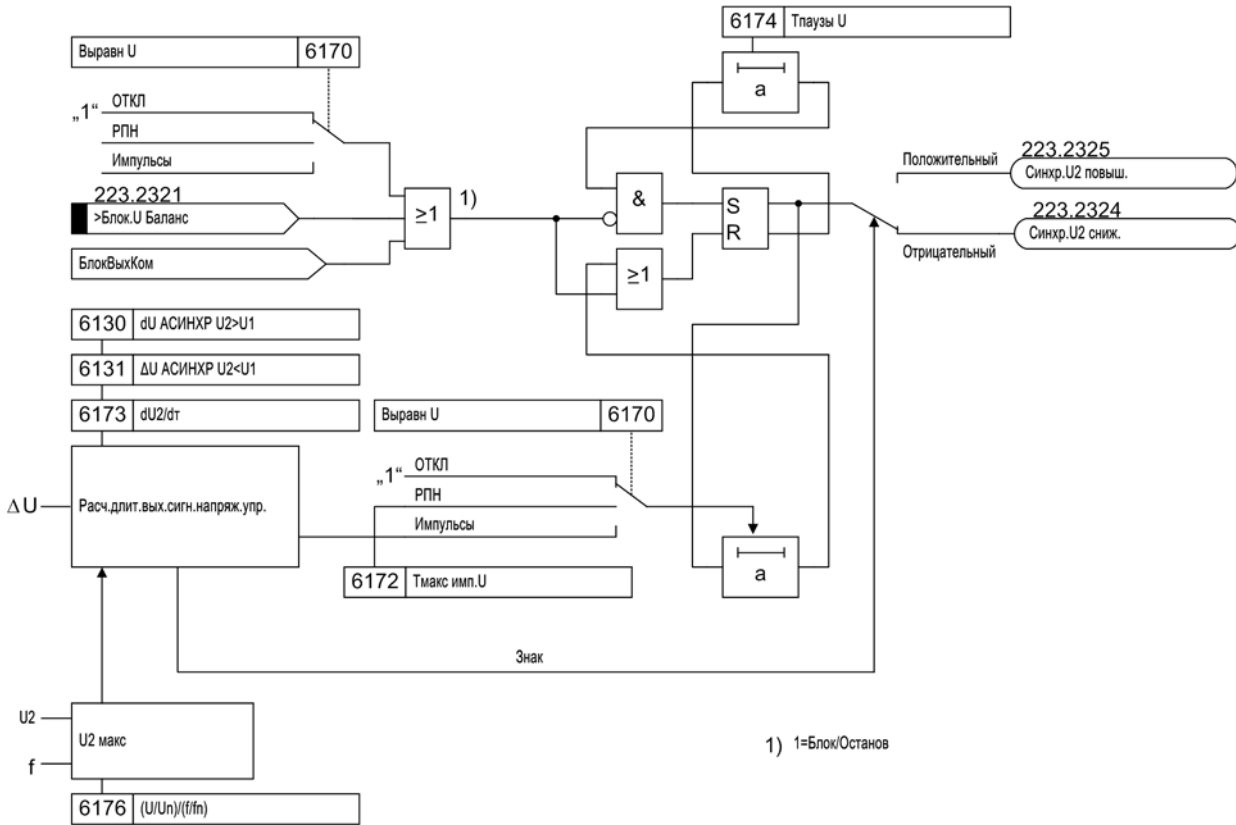 6174 Tпаузы U
Выравн U 6170
a
„1“ ОТКЛ
РПН
Импульсы
223.2321
>Блок.U Баланс
БлокВыхКом
≥1
1)
&
S
R
≥1
Положительный
223.2325
Синхр.U2 повыш.
223.2324
Синхр.U2 сниж.
Отрицательный
6130 dU АСИНХР U2>U1
6131 ΔU АСИНХР U2<U1
6173 dU2/dт
Выравн U 6170
ΔU
Расч.длит.вых.сигн.напряж.упр.
„1“ ОТКЛ
РПН
Импульсы
a
6172 Tмакс имп.U
Знак
U2
f
U2 макс
6176 (U/Un)/(f/fn)
1) 1=Блок/Останов